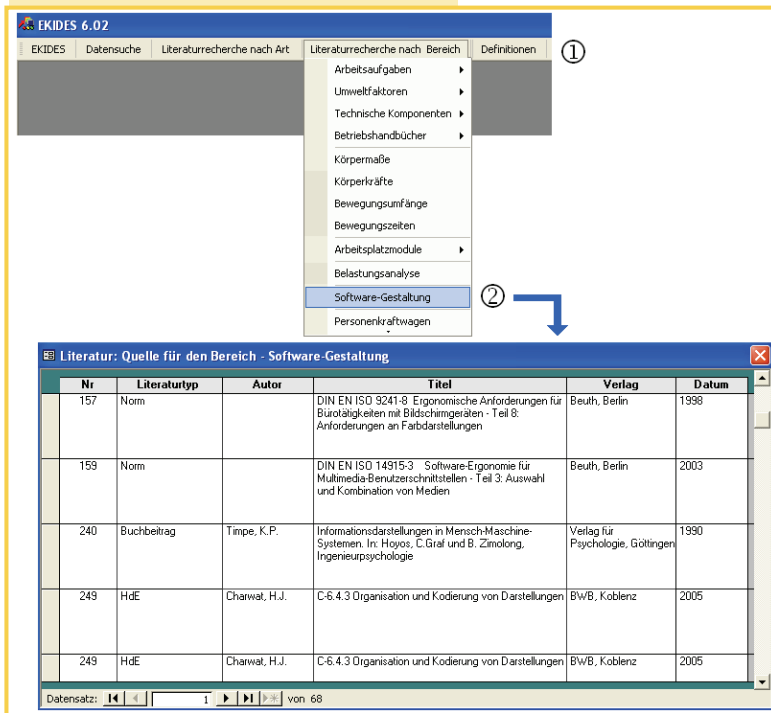 EKIDES 6.02
EKIDES Datensuche Literaturrecherche nach Art Literaturrecherche nach Bereich Definitionen ①
Arbeitsaufgaben
Umweltfaktoren
Technische Komponenten
Betriebshandbücher
Körpermaße
Körperkräfte
Bewegungsumfänge
Bewegungszeiten
Arbeitsplatzmodule
Belastungsanalyse
Software-Gestaltung ②
Personenkraftwagen
Literatur: Quelle für den Bereich - Software-Gestaltung
Nr Literaturtyp Autor Titel Verlag Datum
157 Norm DIN EN ISO 9241-8 Ergonomische Anforderungen für Beuth, Berlin 1998
Bürotätigkeiten mit Bildschirmgeräten - Teil 8:
Anforderungen an Farbdarstellungen
159 Norm DIN EN ISO 14915-3 Software-Ergonomie für Beuth, Berlin 2003
Multimedia-Benutzerschnittstellen - Teil 3: Auswahl
und Kombination von Medien
240 Buchbeitrag Timpe, K.P. Informationsdarstellungen in Mensch-Maschine- Verlag für 1990
Systemen. In: Hoyos, C.Graf und B. Zimolong, Psychologie, Göttingen
Ingenieurpsychologie
249 HdE Charwat, H.J. C-6.4.3 Organisation und Kodierung von Darstellungen BWB, Koblenz 2005
249 HdE Charwat, H.J. C-6.4.3 Organisation und Kodierung von Darstellungen BWB, Koblenz 2005
Datensatz: 1 von 68